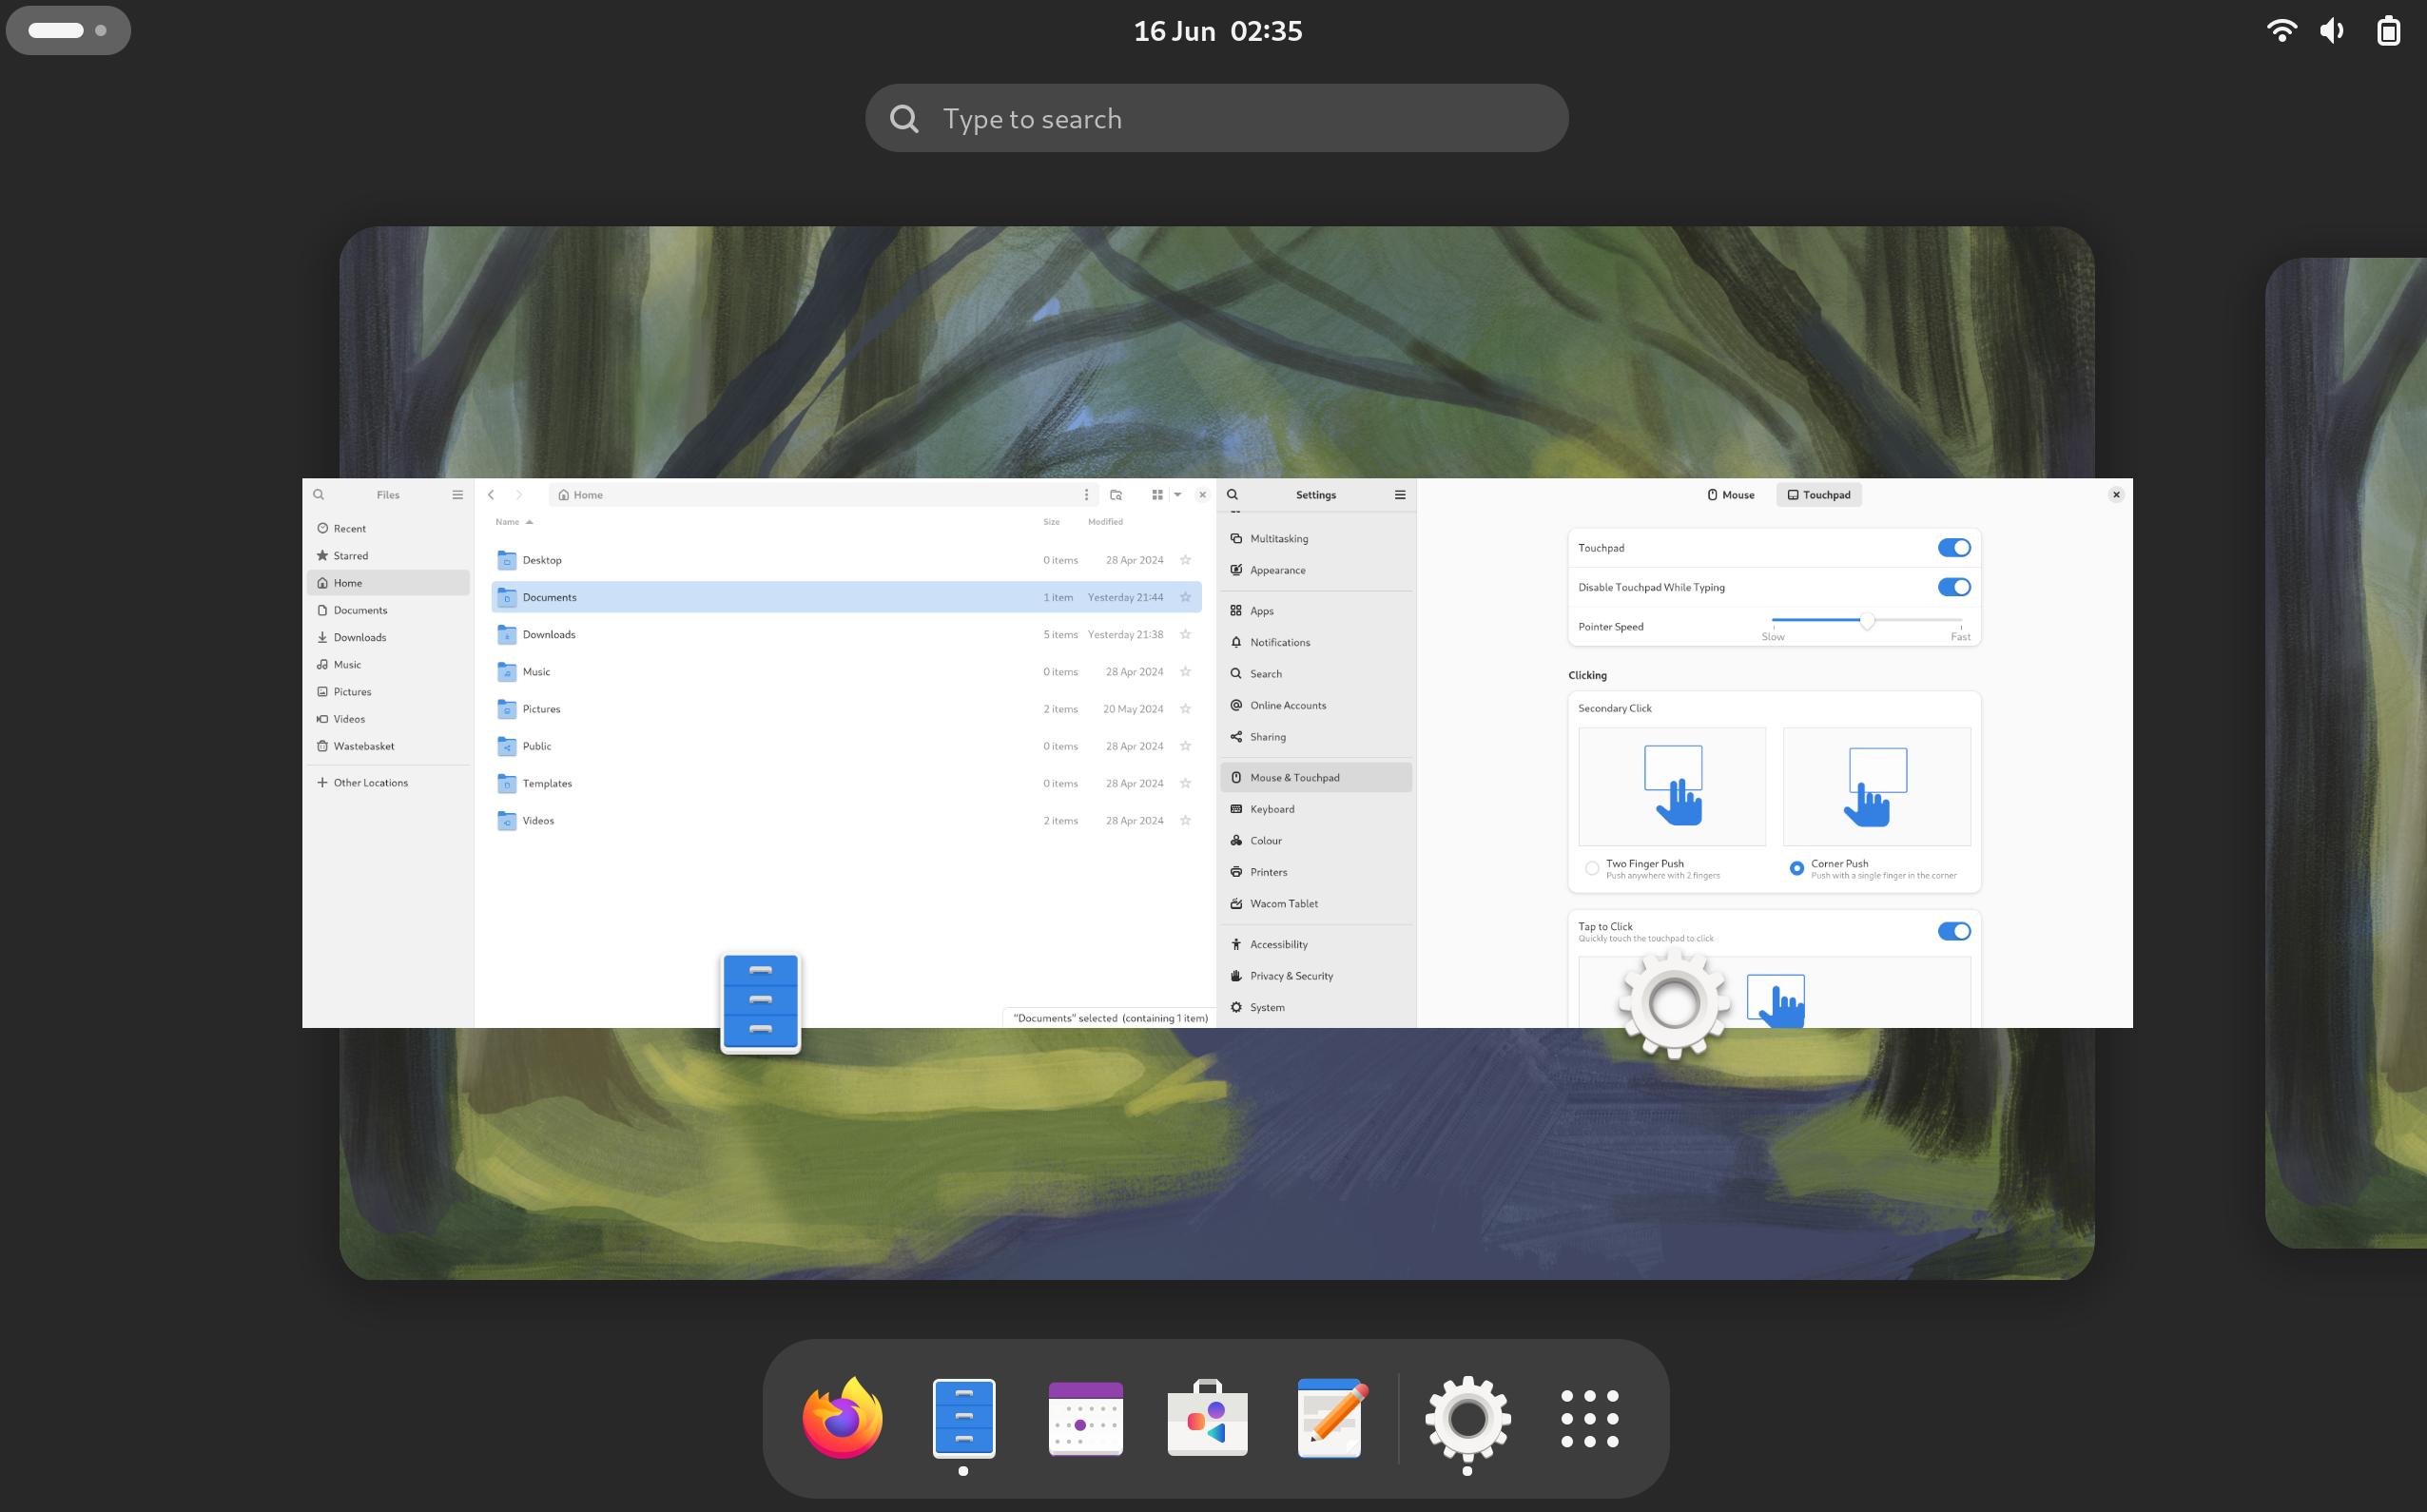 16 Jun 02:35
Type to search
Files
Recent
Starred
Home
Documents
Downloads
Music
Pictures
Videos
Wastebasket
Other Locations
Home
Name Size Modified
Desktop 0 items 28 Apr 2024
Documents 1 item Yesterday 21:44
Downloads 5 items Yesterday 21:38
Music 0 items 28 Apr 2024
Pictures 2 items 20 May 2024
Public 0 items 28 Apr 2024
Templates 0 items 28 Apr 2024
Videos 2 items 28 Apr 2024
"Documents" selected (containing 1 item)
Settings
Multitasking
Appearance
Apps
Notifications
Search
Online Accounts
Sharing
Mouse & Touchpad
Keyboard
Colour
Printers
Wacom Tablet
Accessibility
Privacy & Security
System
Mouse Touchpad
Touchpad
Disable Touchpad While Typing
Pointer Speed
Slow Fast
Clicking
Secondary Click
Two Finger Push
Push anywhere with 2 fingers
Corner Push
Push with a single finger in the corner
Tap to Click
Quickly touch the touchpad to click